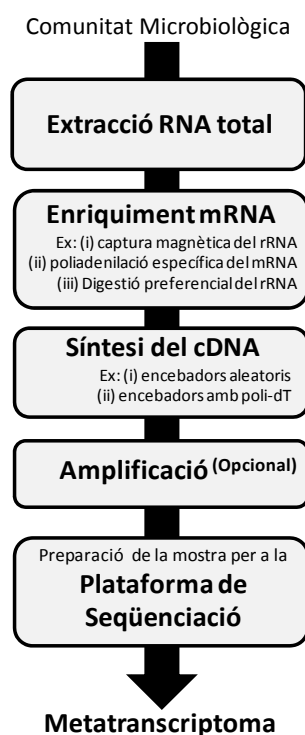 Comunitat Microbiològica
Extracció RNA total
Enriquiment mRNA
Ex: (i) captura magnètica del rRNA
(ii) poliadenilació específica del mRNA
(iii) Digestió preferencial del rRNA
Síntesi del cDNA
Ex: (i) encebadors aleatoris
(ii) encebadors amb poli-dT
Amplificació (Opcional)
Preparació de la mostra per a la
Plataforma de
Seqüenciació
Metatranscriptoma